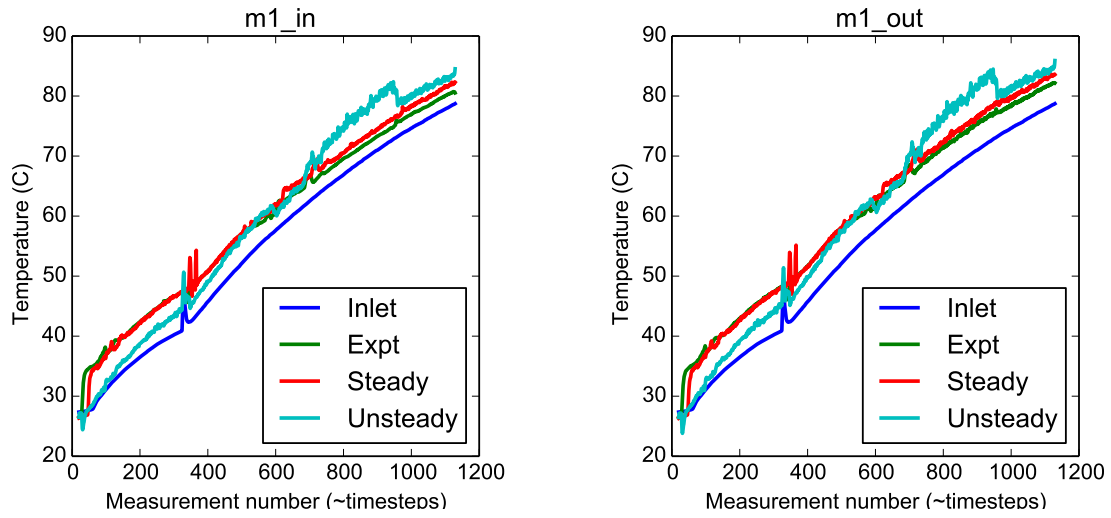 m1_in
90
80
70
60
50
40
30
20
Temperature (C)
0 200 400 600 800 1000 1200
Measurement number (~timesteps)
Inlet
Expt
Steady
Unsteady
m1_out
90
80
70
60
50
40
30
20
Temperature (C)
0 200 400 600 800 1000 1200
Measurement number (~timesteps)
Inlet
Expt
Steady
Unsteady